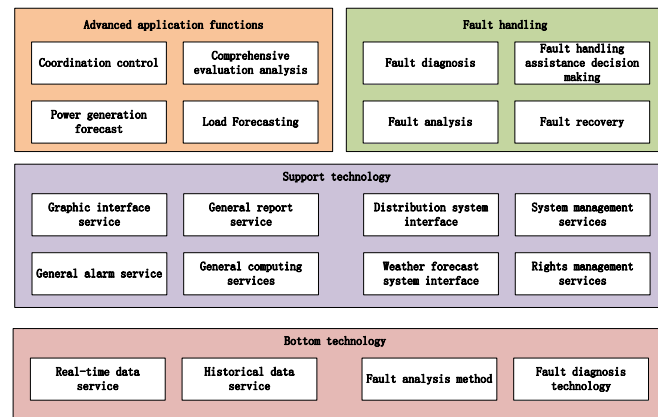 Advanced application functions
Coordination control
Comprehensive
evaluation analysis
Power generation
forecast
Load Forecasting
Fault handling
Fault diagnosis
Fault handling
assistance decision
making
Fault analysis
Fault recovery
Support technology
Graphic interface
service
General report
service
Distribution system
interface
System management
services
General alarm service
General computing
services
Weather forecast
system interface
Rights management
services
Bottom technology
Real-time data
service
Historical data
service
Fault analysis method
Fault diagnosis
technology